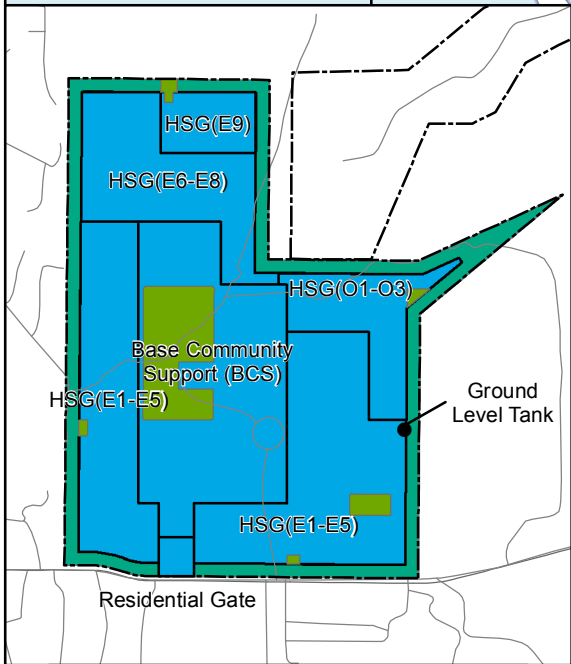 HSG(E9)
HSG(E6-E8)
HSG(O1-O3)
Base Community
Support (BCS)
HSG(E1-E5)
Ground
Level Tank
HSG(E1-E5)
Residential Gate